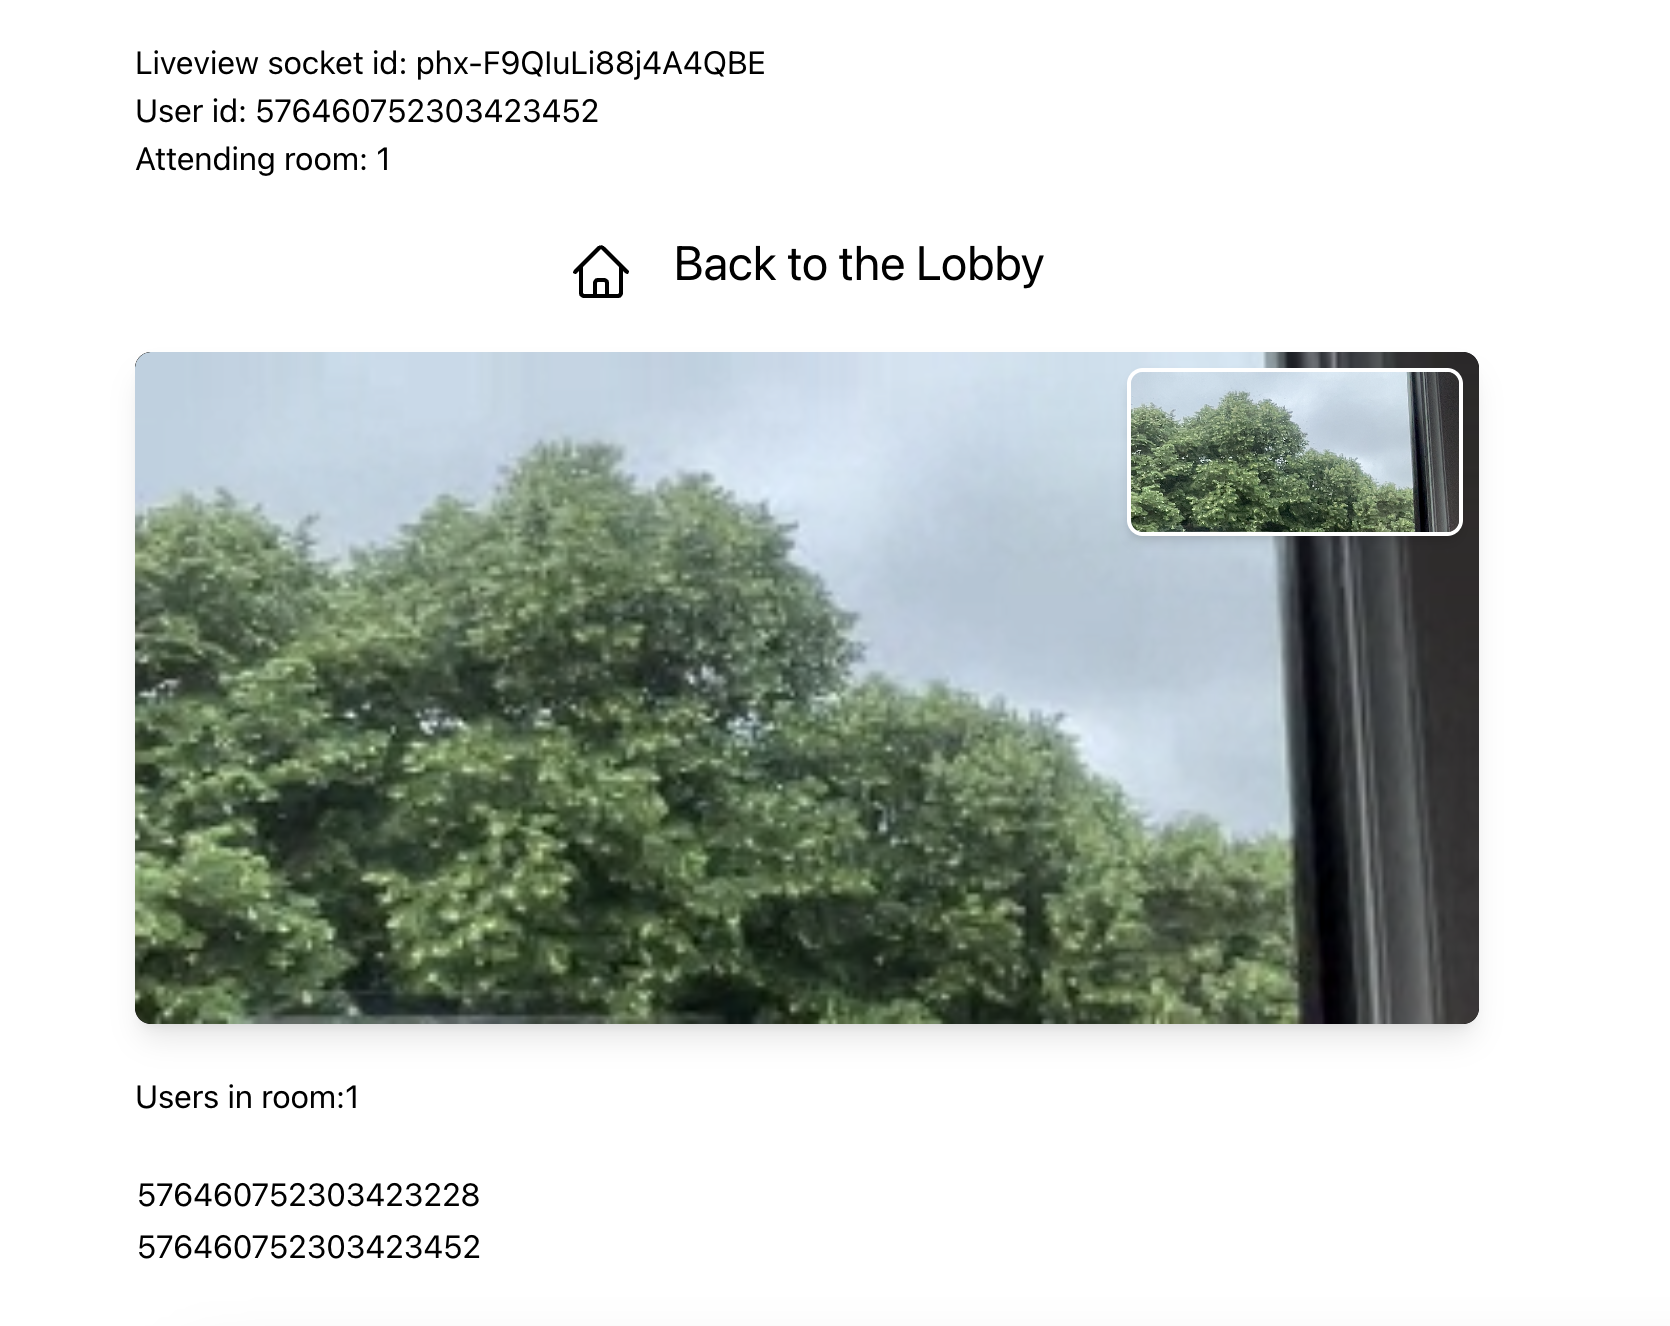 Liveview socket id: phx-F9QIuLi88j4A4QBE
User id: 576460752303423452
Attending room: 1
Back to the Lobby
Users in room:1
576460752303423228
576460752303423452